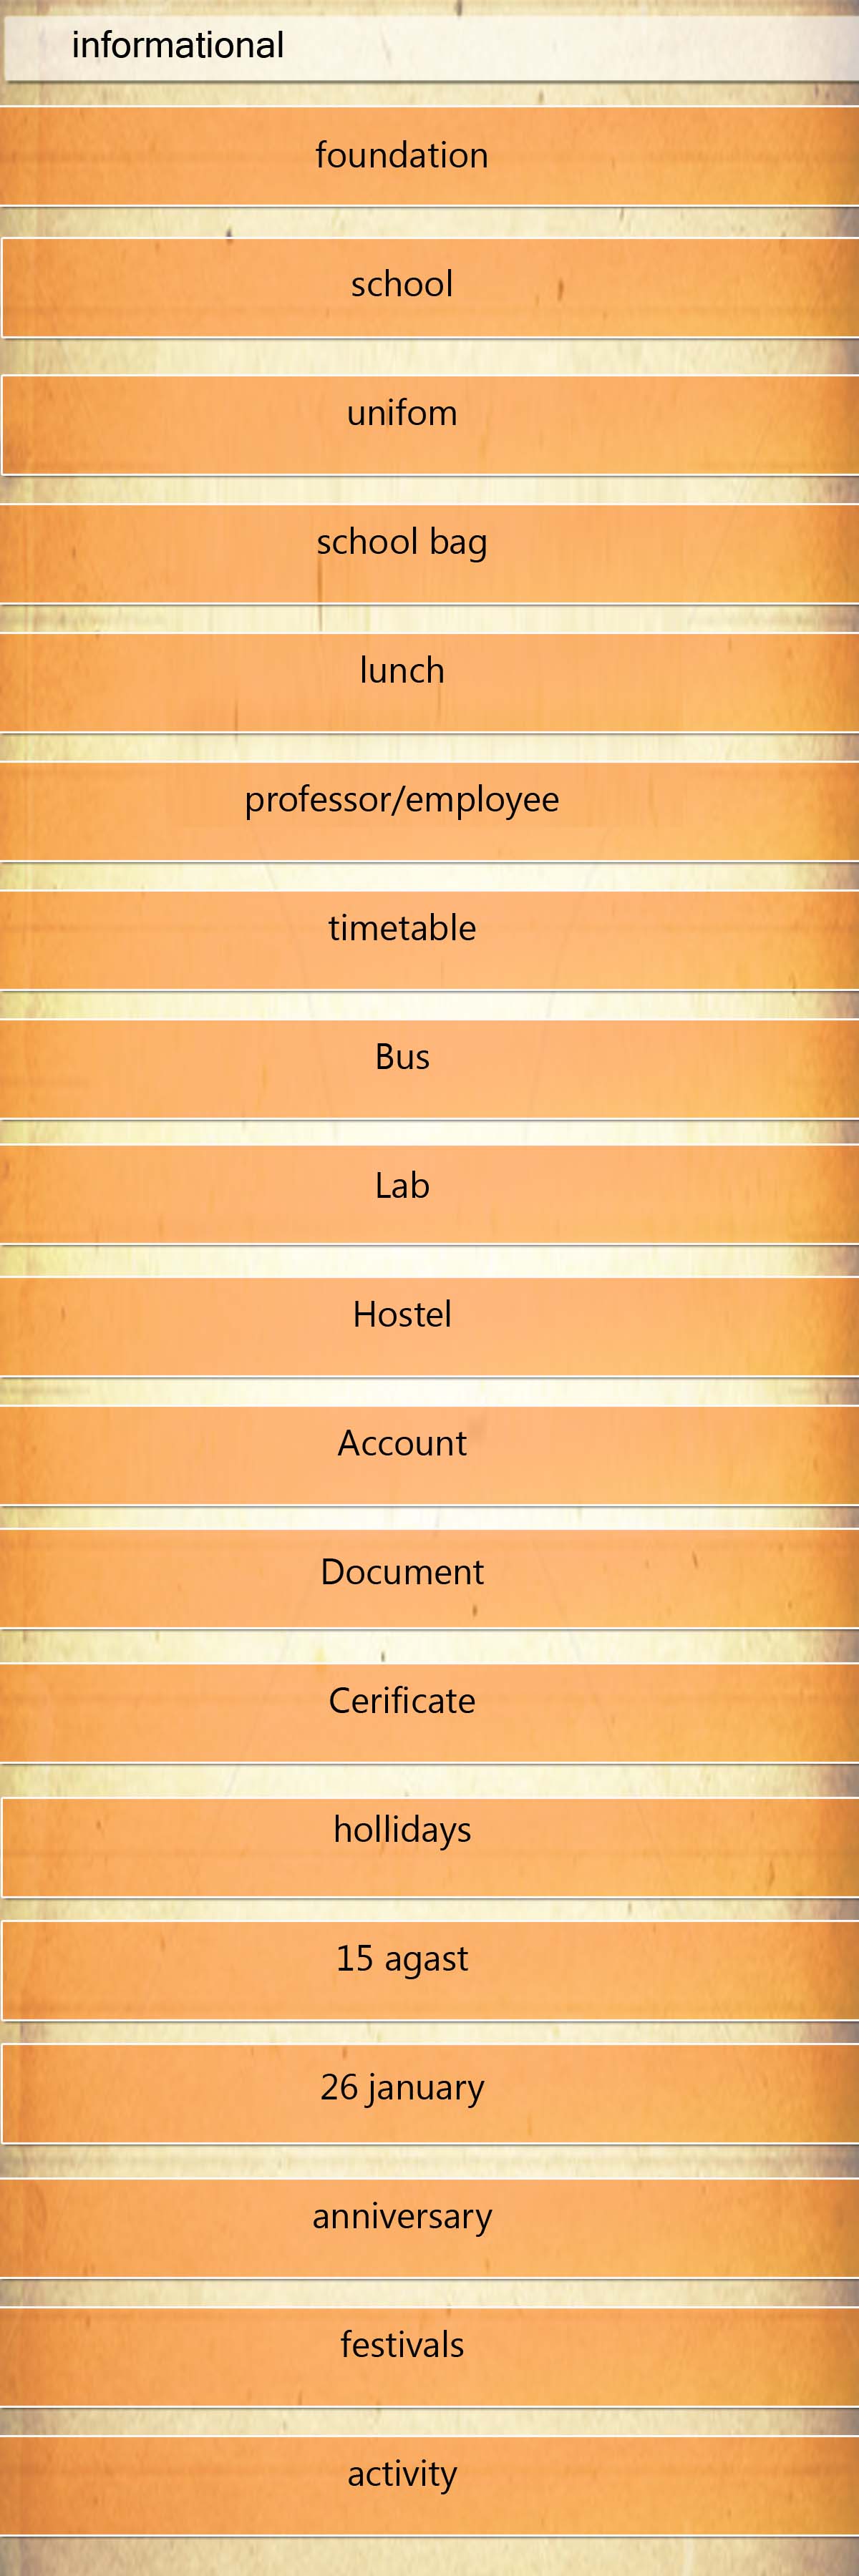 informational
foundation
school
unifom
school bag
lunch
professor/employee
timetable
Bus
Lab
Hostel
Account
Document
Cerificate
hollidays
15 agast
26 january
anniversary
festivals
activity